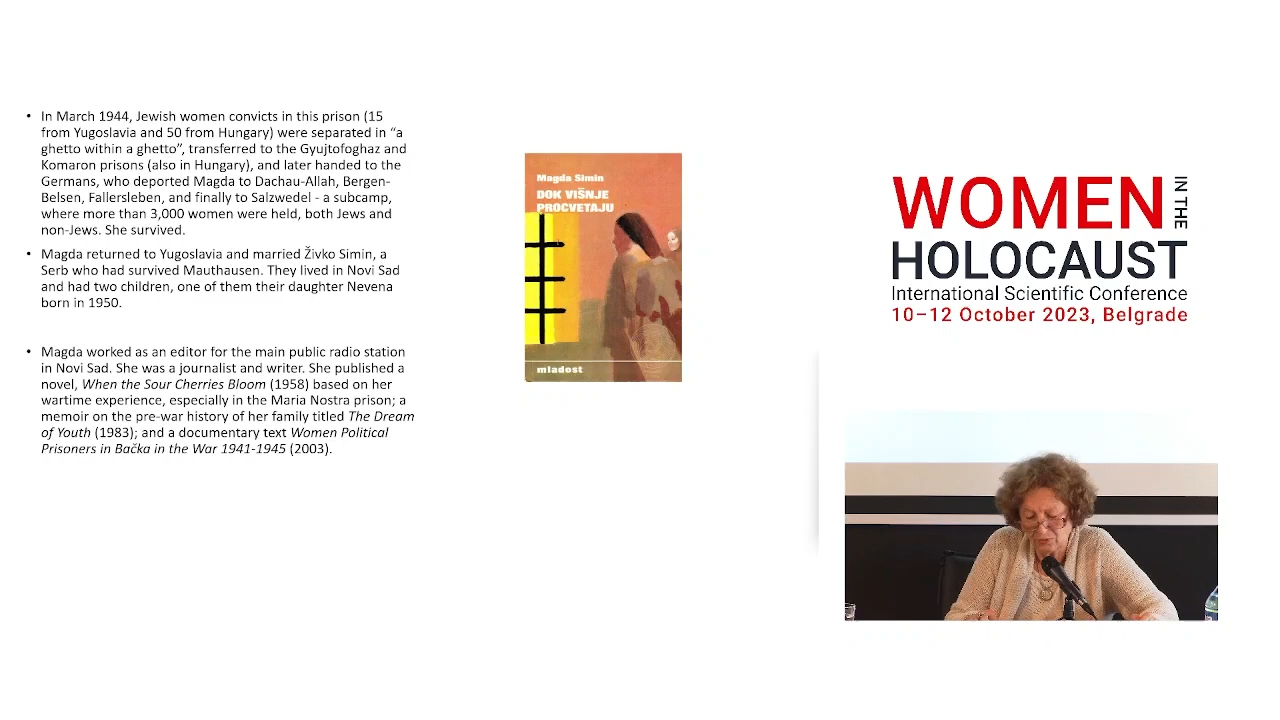 • In March 1944, Jewish women convicts in this prison (15
from Yugoslavia and 50 from Hungary) were separated in “a
ghetto within a ghetto”, transferred to the Gyujtofoghaz and
Komaron prisons (also in Hungary), and later handed to the
Germans, who deported Magda to Dachau-Allah, Bergen-
Belsen, Fallersleben, and finally to Salzwedel - a subcamp,
where more than 3,000 women were held, both Jews and
non-Jews. She survived.
• Magda returned to Yugoslavia and married Živko Simin, a
Serb who had survived Mauthausen. They lived in Novi Sad
and had two children, one of them their daughter Nevena
born in 1950.
• Magda worked as an editor for the main public radio station
in Novi Sad. She was a journalist and writer. She published a
novel, When the Sour Cherries Bloom (1958) based on her
wartime experience, especially in the Maria Nostra prison; a
memoir on the pre-war history of her family titled The Dream
of Youth (1983); and a documentary text Women Political
Prisoners in Bačka in the War 1941-1945 (2003).
Magda Simin
DOK VIŠNJE
PROCVETAJU
mladost
WOMEN IN THE
HOLOCAUST
International Scientific Conference
10–12 October 2023, Belgrade